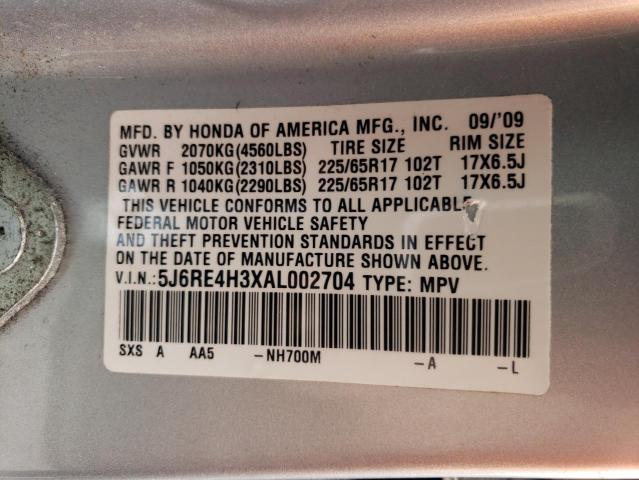 MFD. BY HONDA OF AMERICA MFG., INC. 09/'09
GVWR 2070KG(4560LBS) TIRE SIZE RIM SIZE
GAWR F 1050KG(2310LBS) 225/65R17 102T 17X6.5J
GAWR R 1040KG(2290LBS) 225/65R17 102T 17X6.5J
THIS VEHICLE CONFORMS TO ALL APPLICABLE
FEDERAL MOTOR VEHICLE SAFETY
AND THEFT PREVENTION STANDARDS IN EFFECT
ON THE DATE OF MANUFACTURE SHOWN ABOVE.
V.I.N.:5J6RE4H3XAL002704 TYPE: MPV
SXS A AA5 -NH700M -A -L